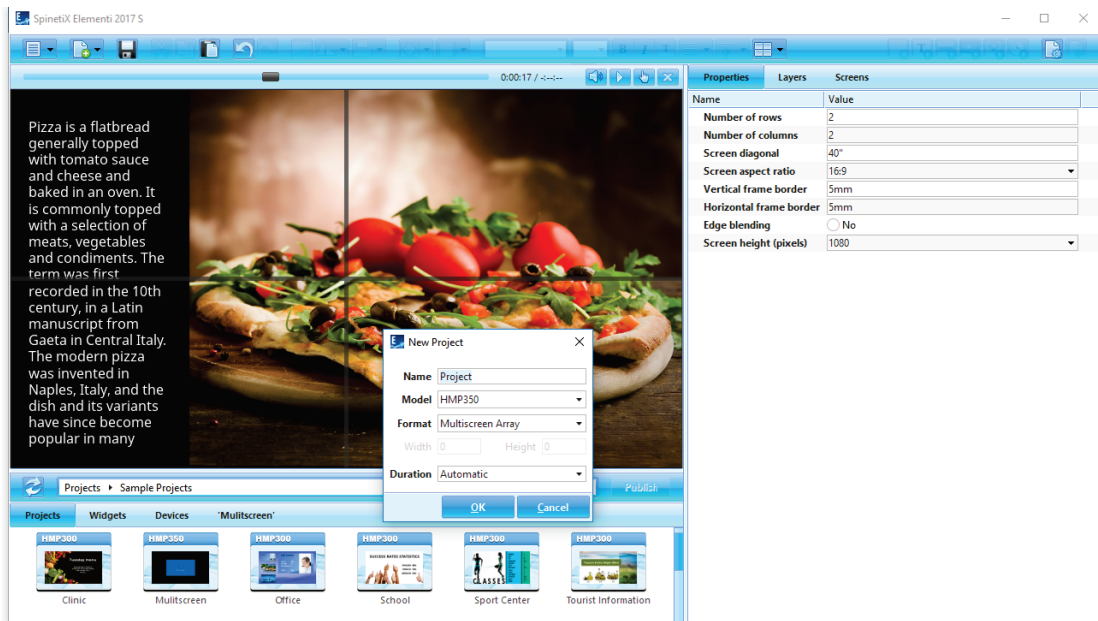 SpinetiX Elementi 2017 S
0:00:17 / -:--:--
Properties Layers Screens
Name Value
Number of rows 2
Number of columns 2
Screen diagonal 40"
Screen aspect ratio 16:9
Vertical frame border 5mm
Horizontal frame border 5mm
Edge blending No
Screen height (pixels) 1080
Pizza is a flatbread
generally topped
with tomato sauce
and cheese and
baked in an oven. It
is commonly topped
with a selection of
meats, vegetables
and condiments. The
term was first
recorded in the 10th
century, in a Latin
manuscript from
Gaeta in Central Italy.
The modern pizza
was invented in
Naples, Italy, and the
dish and its variants
have since become
popular in many
New Project
Name Project
Model HMP350
Format Multiscreen Array
Width 0 Height 0
Duration Automatic
OK Cancel
Projects Sample Projects
Publish
Projects Widgets Devices 'Mulitscreen'
HMP300 HMP350 HMP300 HMP300 HMP300 HMP300
SUCCESS RATES STATISTICS
CLASSES
Clinic Mulitscreen Office School Sport Center Tourist Information